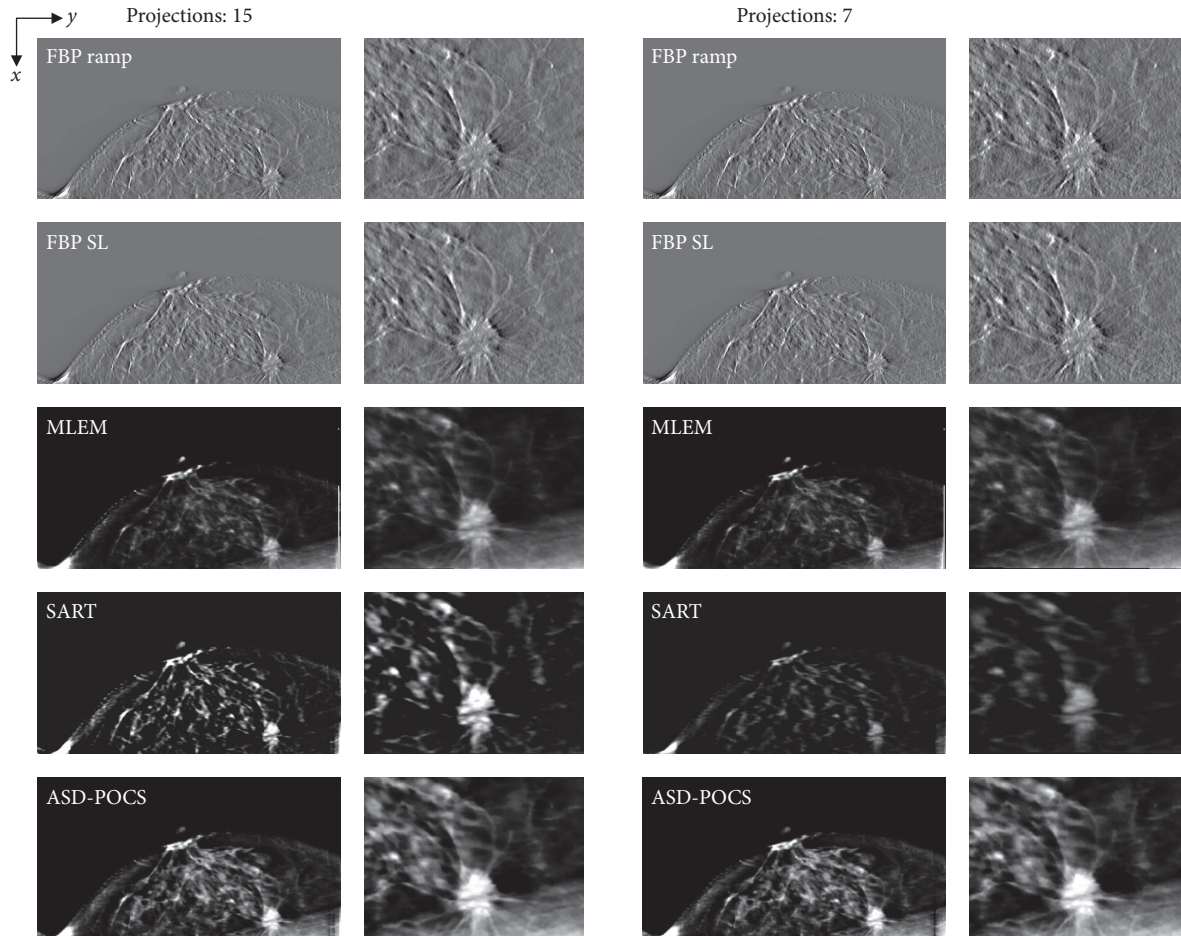 y
Projections: 15
Projections: 7
x
FBP ramp
FBP ramp
FBP SL
FBP SL
MLEM
MLEM
SART
SART
ASD-POCS
ASD-POCS